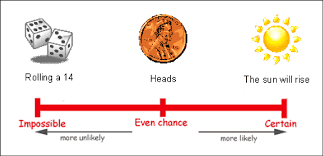 Rolling a 14 Heads The sun will rise
Impossible Even chance Certain
more unlikely more likely